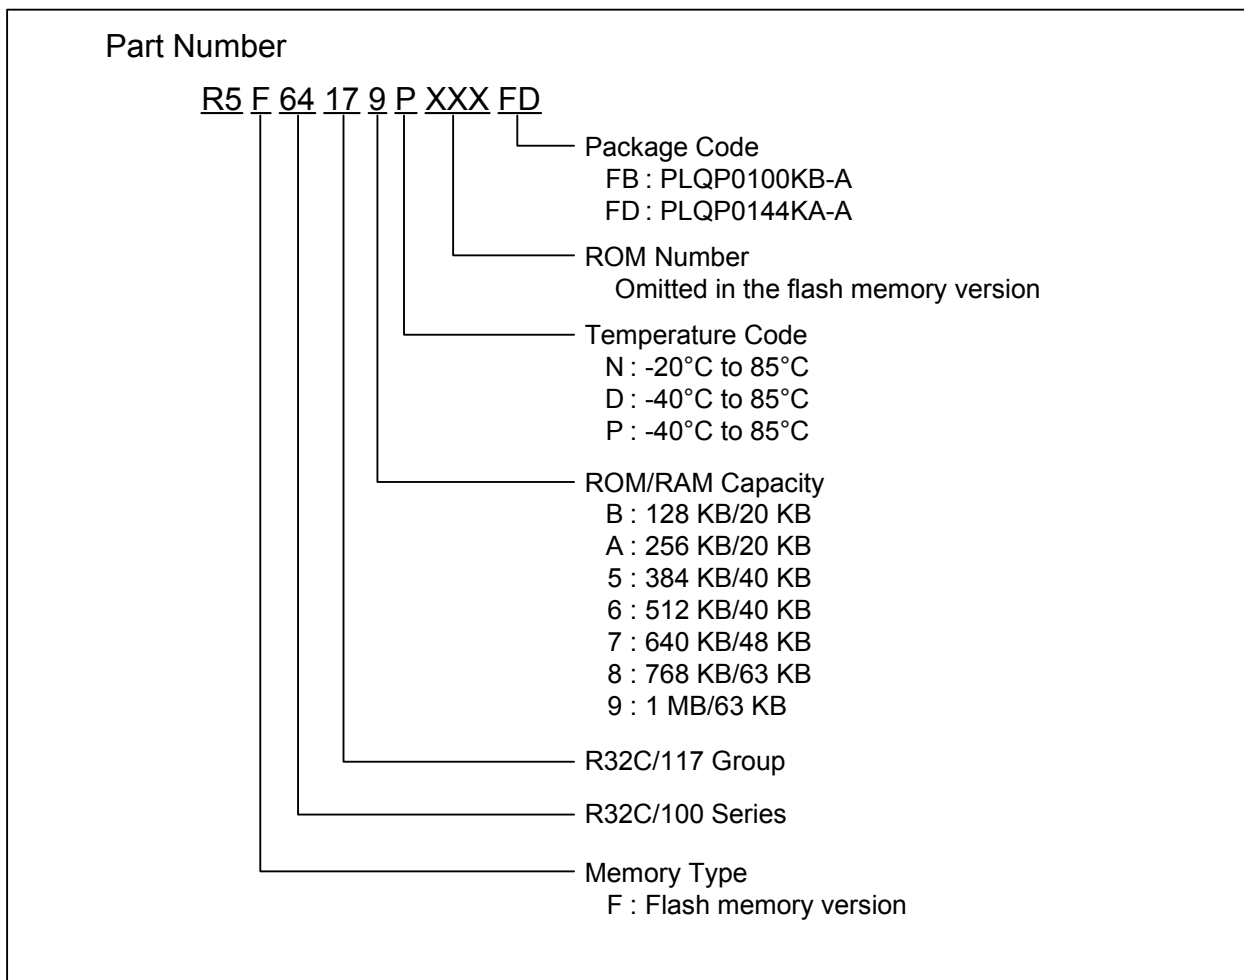 Part Number
R5 F 64 17 9 P XXX FD
Package Code
FB : PLQP0100KB-A
FD : PLQP0144KA-A
ROM Number
Omitted in the flash memory version
Temperature Code
N : -20°C to 85°C
D : -40°C to 85°C
P : -40°C to 85°C
ROM/RAM Capacity
B : 128 KB/20 KB
A : 256 KB/20 KB
5 : 384 KB/40 KB
6 : 512 KB/40 KB
7 : 640 KB/48 KB
8 : 768 KB/63 KB
9 : 1 MB/63 KB
R32C/117 Group
R32C/100 Series
Memory Type
F : Flash memory version